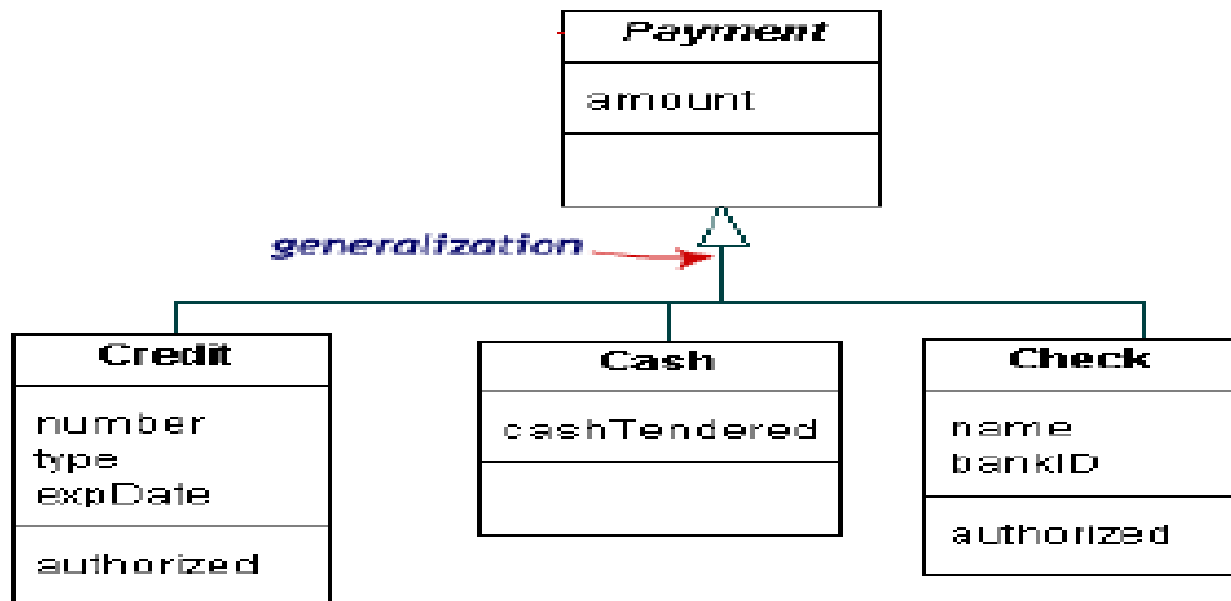 Payment
amount
generalization
Credit
number
type
expDate
authorized
Cash
cashTendered
Check
name
bankID
authorized